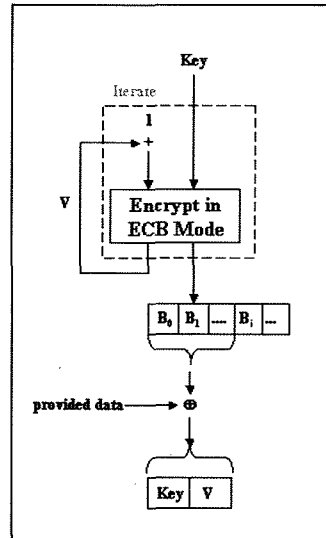 Key
Iterate
1
+
V
Encrypt in
ECB Mode
B₀ B₁ .... Bᵢ ...
provided data ⊕
Key V